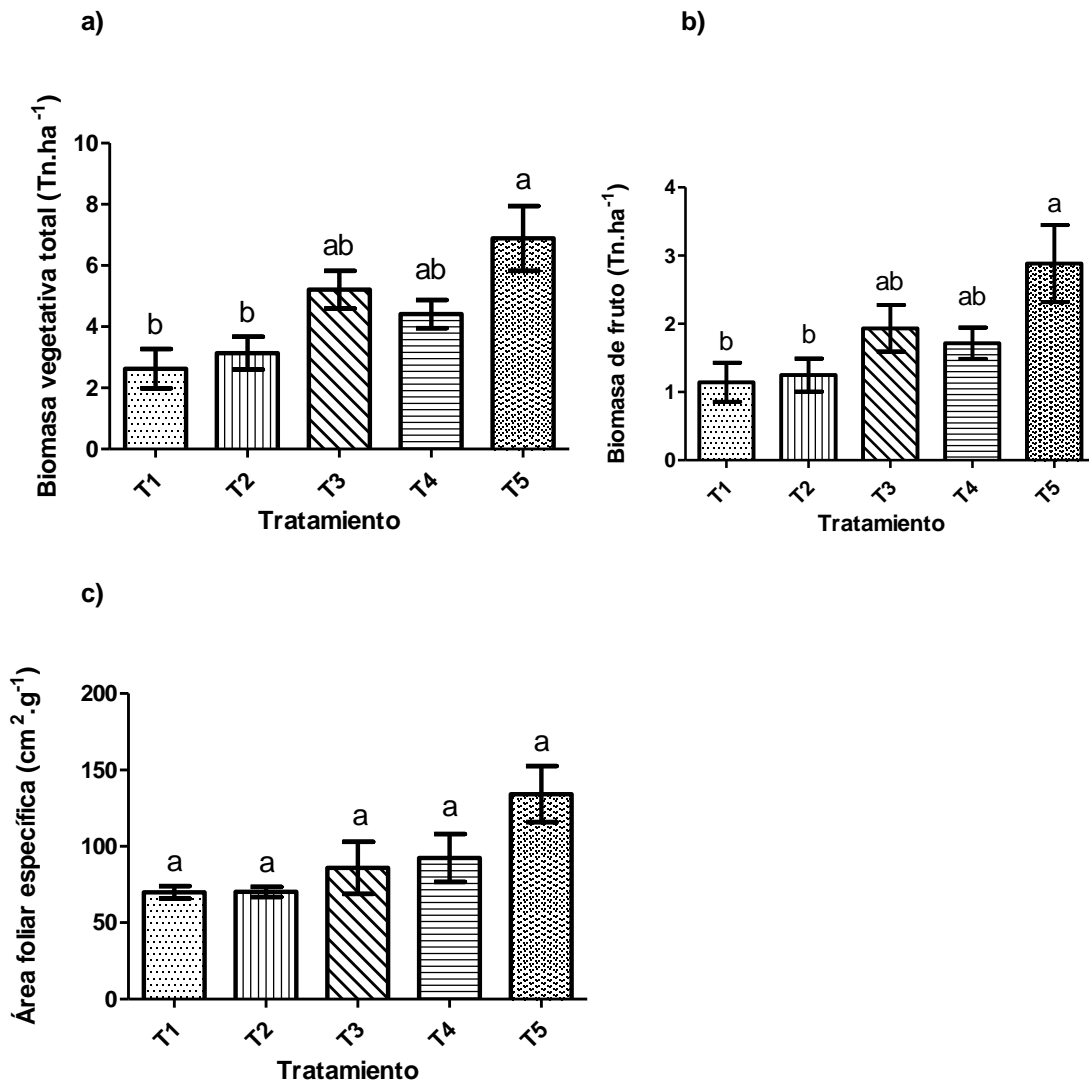 a)
Biomasa vegetativa total (Tn.ha⁻¹)
10
8
6
4
2
0
b
b
ab
ab
a
T1
T2
T3
T4
T5
Tratamiento
b)
Biomasa de fruto (Tn.ha⁻¹)
4
3
2
1
0
b
b
ab
ab
a
T1
T2
T3
T4
T5
Tratamiento
c)
Área foliar específica (cm².g⁻¹)
200
150
100
50
0
a
a
a
a
a
T1
T2
T3
T4
T5
Tratamiento